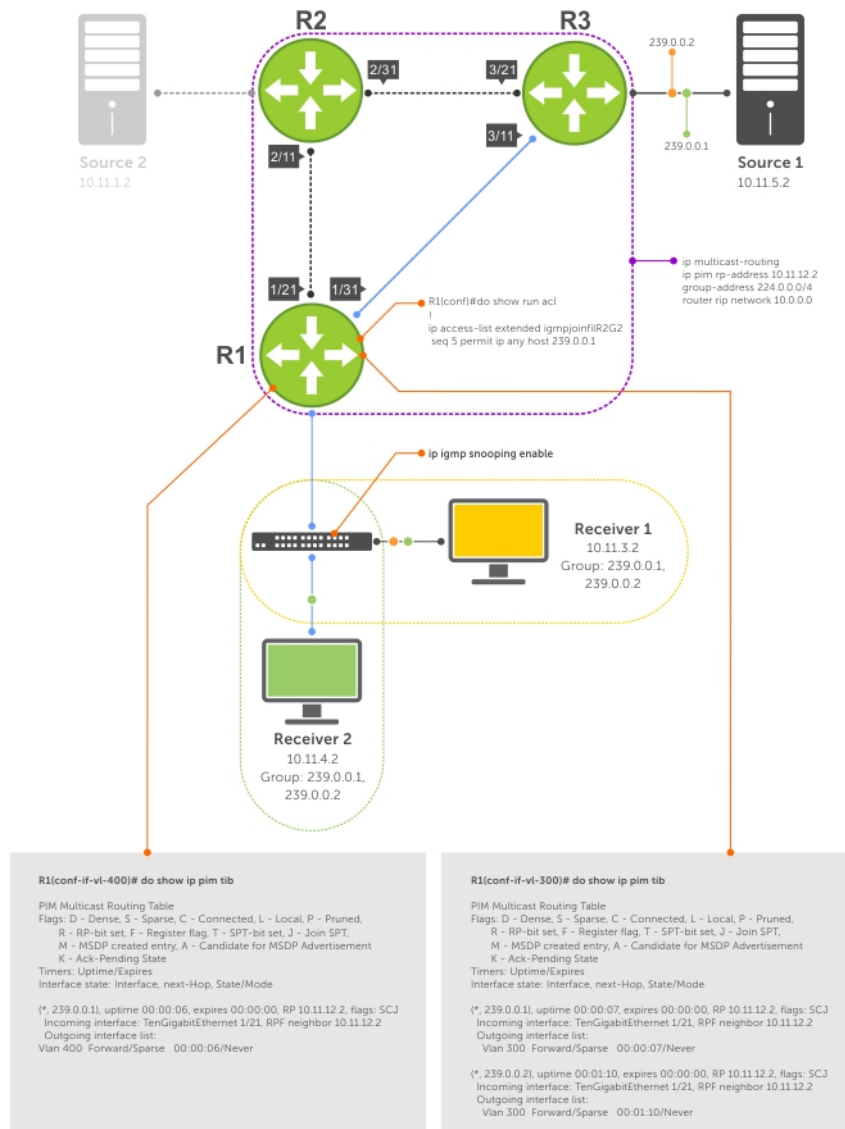 R2
R3
2/31
3/21
239.0.0.2
239.0.0.1
2/11
3/11
Source 2
10.11.1.2
Source 1
10.11.5.2
1/21
1/31
ip multicast-routing
ip pim rp-address 10.11.12.2
group-address 224.0.0.0/4
router rip network 10.0.0.0
R1(conf)#do show run acl
!
ip access-list extended igmpjoinfilR2G2
seq 5 permit ip any host 239.0.0.1
R1
ip igmp snooping enable
Receiver 1
10.11.3.2
Group: 239.0.0.1,
239.0.0.2
Receiver 2
10.11.4.2
Group: 239.0.0.1,
239.0.0.2
R1(conf-if-vl-400)# do show ip pim tib
PIM Multicast Routing Table
Flags: D - Dense, S - Sparse, C - Connected, L - Local, P - Pruned,
R - RP-bit set, F - Register flag, T - SPT-bit set, J - Join SPT,
M - MSDP created entry, A - Candidate for MSDP Advertisement
K - Ack-Pending State
Timers: Uptime/Expires
Interface state: Interface, next-Hop, State/Mode
(*, 239.0.0.1), uptime 00:00:06, expires 00:00:00, RP 10.11.12.2, flags: SCJ
Incoming interface: TenGigabitEthernet 1/21, RPF neighbor 10.11.12.2
Outgoing interface list:
Vlan 400 Forward/Sparse 00:00:06/Never
R1(conf-if-vl-300)# do show ip pim tib
PIM Multicast Routing Table
Flags: D - Dense, S - Sparse, C - Connected, L - Local, P - Pruned,
R - RP-bit set, F - Register flag, T - SPT-bit set, J - Join SPT,
M - MSDP created entry, A - Candidate for MSDP Advertisement
K - Ack-Pending State
Timers: Uptime/Expires
Interface state: Interface, next-Hop, State/Mode
(*, 239.0.0.1), uptime 00:00:07, expires 00:00:00, RP 10.11.12.2, flags: SCJ
Incoming interface: TenGigabitEthernet 1/21, RPF neighbor 10.11.12.2
Outgoing interface list:
Vlan 300 Forward/Sparse 00:00:07/Never
(*, 239.0.0.2), uptime 00:01:10, expires 00:00:00, RP 10.11.12.2, flags: SCJ
Incoming interface: TenGigabitEthernet 1/21, RPF neighbor 10.11.12.2
Outgoing interface list:
Vlan 300 Forward/Sparse 00:01:10/Never